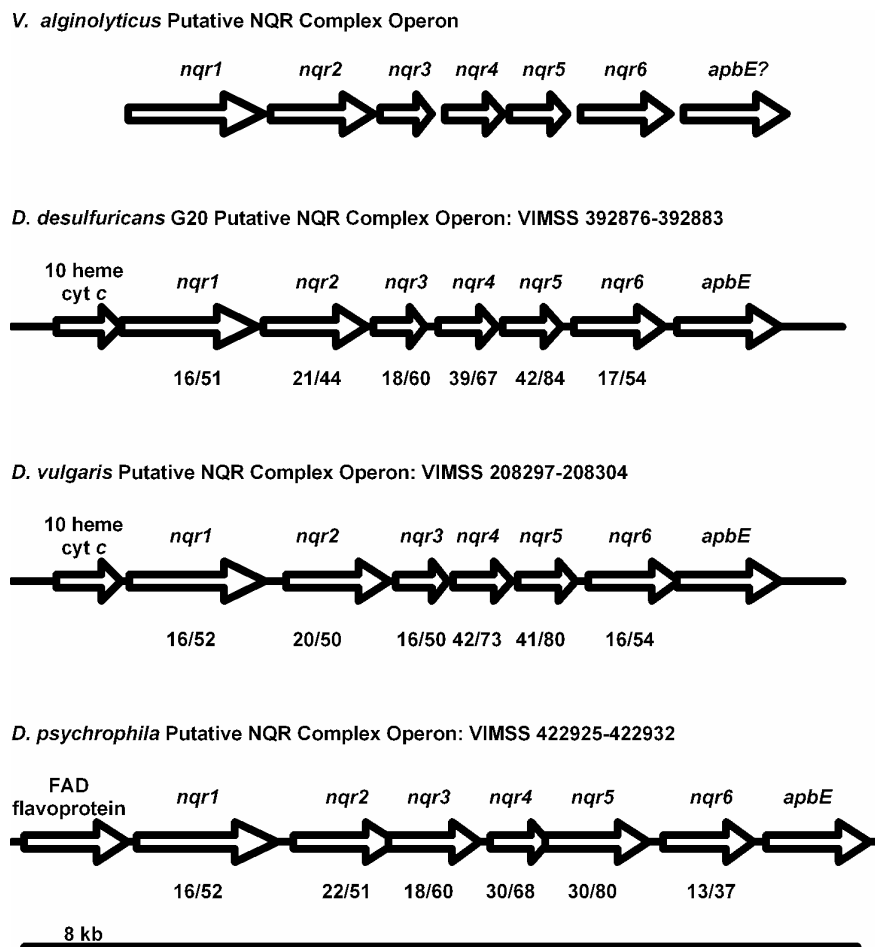 V. alginolyticus Putative NQR Complex Operon
nqr1 nqr2 nqr3 nqr4 nqr5 nqr6 apbE?
D. desulfuricans G20 Putative NQR Complex Operon: VIMSS 392876-392883
10 heme
cyt c nqr1 nqr2 nqr3 nqr4 nqr5 nqr6 apbE
16/51 21/44 18/60 39/67 42/84 17/54
D. vulgaris Putative NQR Complex Operon: VIMSS 208297-208304
10 heme
cyt c nqr1 nqr2 nqr3 nqr4 nqr5 nqr6 apbE
16/52 20/50 16/50 42/73 41/80 16/54
D. psychrophila Putative NQR Complex Operon: VIMSS 422925-422932
FAD
flavoprotein nqr1 nqr2 nqr3 nqr4 nqr5 nqr6 apbE
16/52 22/51 18/60 30/68 30/80 13/37
8 kb